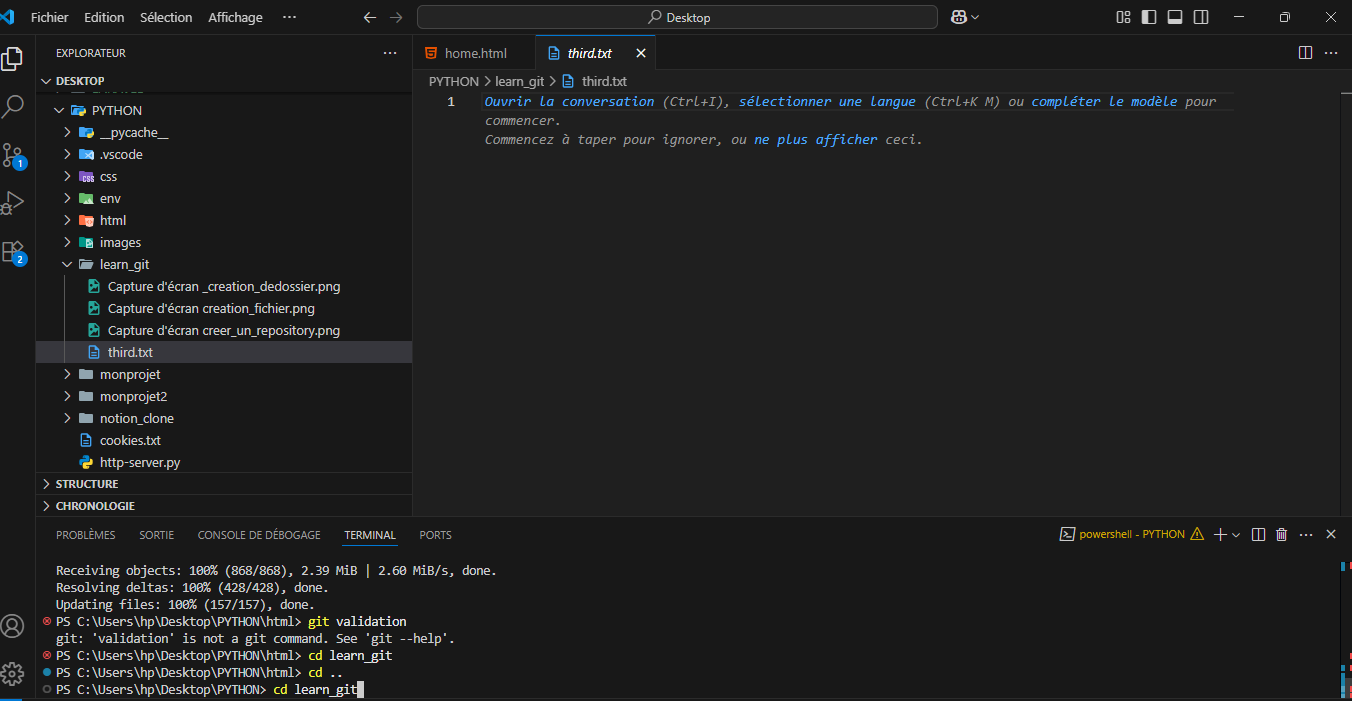 Fichier Edition Sélection Affichage ···
Desktop
EXPLORATEUR ···
DESKTOP
PYTHON
__pycache__
.vscode
css
env
html
images
learn_git
Capture d'écran _creation_dedossier.png
Capture d'écran creation_fichier.png
Capture d'écran creer_un_repository.png
third.txt
monprojet
monprojet2
notion_clone
cookies.txt
http-server.py
STRUCTURE
CHRONOLOGIE
1
2
home.html third.txt
PYTHON > learn_git > third.txt
1 Ouvrir la conversation (Ctrl+I), sélectionner une langue (Ctrl+K M) ou compléter le modèle pour
commencer.
Commencez à taper pour ignorer, ou ne plus afficher ceci.
PROBLÈMES SORTIE CONSOLE DE DÉBOGAGE TERMINAL PORTS
powershell - PYTHON
Receiving objects: 100% (868/868), 2.39 MiB | 2.60 MiB/s, done.
Resolving deltas: 100% (428/428), done.
Updating files: 100% (157/157), done.
PS C:\Users\hp\Desktop\PYTHON\html> git validation
git: 'validation' is not a git command. See 'git --help'.
PS C:\Users\hp\Desktop\PYTHON\html> cd learn_git
PS C:\Users\hp\Desktop\PYTHON\html> cd ..
PS C:\Users\hp\Desktop\PYTHON> cd learn_git